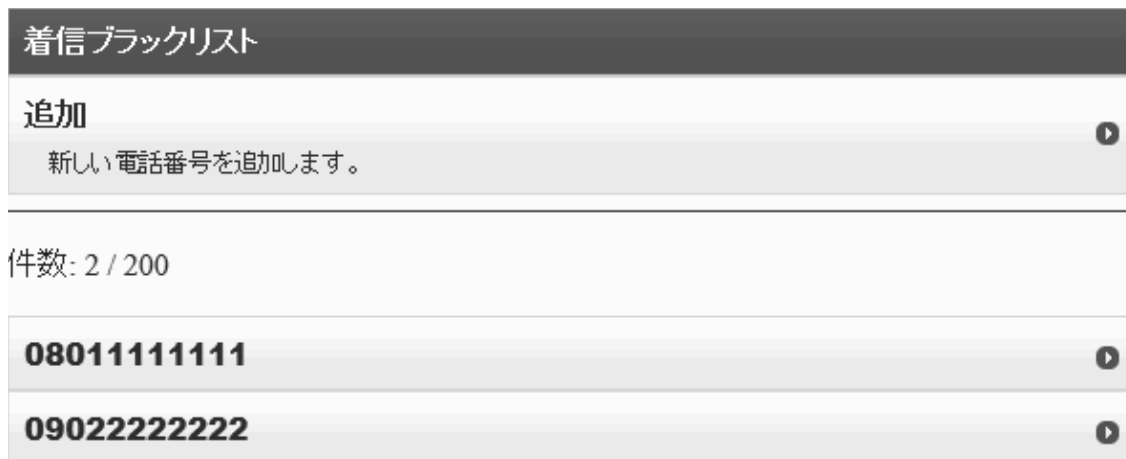 着信ブラックリスト
追加
新しい電話番号を追加します。
件数: 2 / 200
08011111111
09022222222